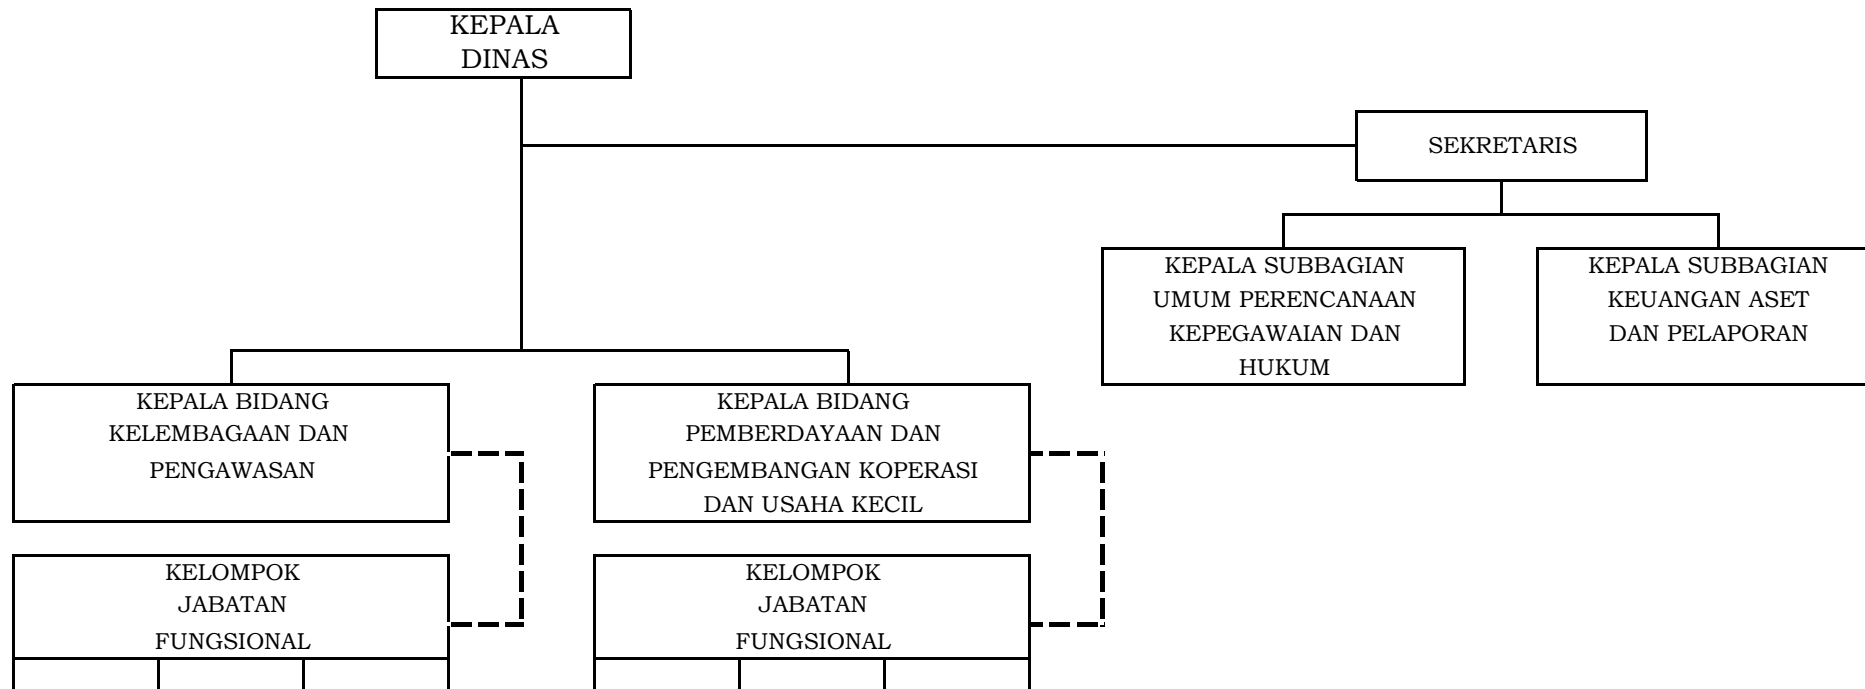 KEPALA
DINAS
SEKRETARIS
KEPALA SUBBAGIAN
UMUM PERENCANAAN
KEPEGAWAIAN DAN
HUKUM
KEPALA SUBBAGIAN
KEUANGAN ASET
DAN PELAPORAN
KEPALA BIDANG
KELEMBAGAAN DAN
PENGAWASAN
KEPALA BIDANG
PEMBERDAYAAN DAN
PENGEMBANGAN KOPERASI
DAN USAHA KECIL
KELOMPOK
JABATAN
FUNGSIONAL
KELOMPOK
JABATAN
FUNGSIONAL